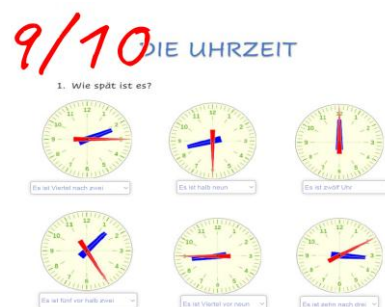 9/10
DIE UHRZEIT
1. Wie spät ist es?
Es ist Viertel nach zwei
Es ist halb neun
Es ist zwölf Uhr
Es ist fünf vor halb zwei
Es ist Viertel vor neun
Es ist zehn nach drei